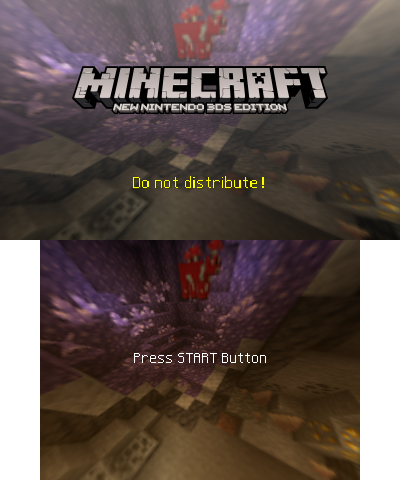 MINECRAFT
NEW NINTENDO 3DS EDITION
Do not distribute!
Press START Button